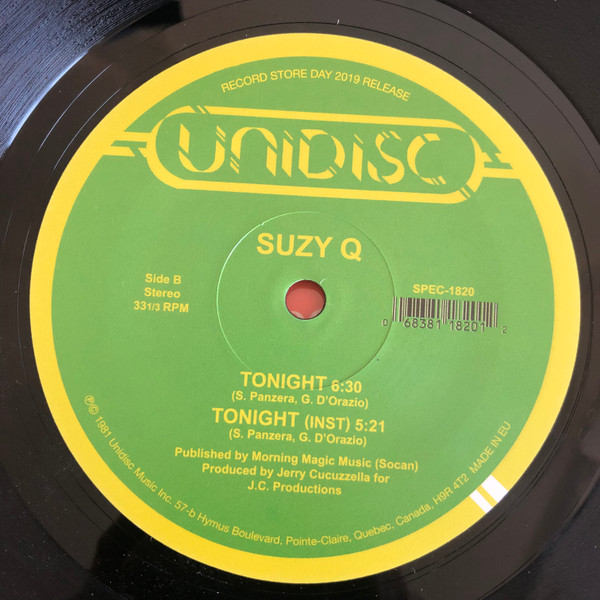 RECORD STORE DAY 2019 RELEASE
UNIDISC
SUZY Q
Side B
Stereo
33 1/3 RPM
SPEC-1820
0 68381 18201 2
TONIGHT 6:30
(S. Panzera, G. D'Orazio)
TONIGHT (INST) 5:21
(S. Panzera, G. D'Orazio)
Published by Morning Magic Music (Socan)
Produced by Jerry Cucuzzella for
J.C. Productions
℗© 1981 Unidisc Music Inc. 57-b Hymus Boulevard, Pointe-Claire, Quebec, Canada, H9R 4T2 MADE IN EU